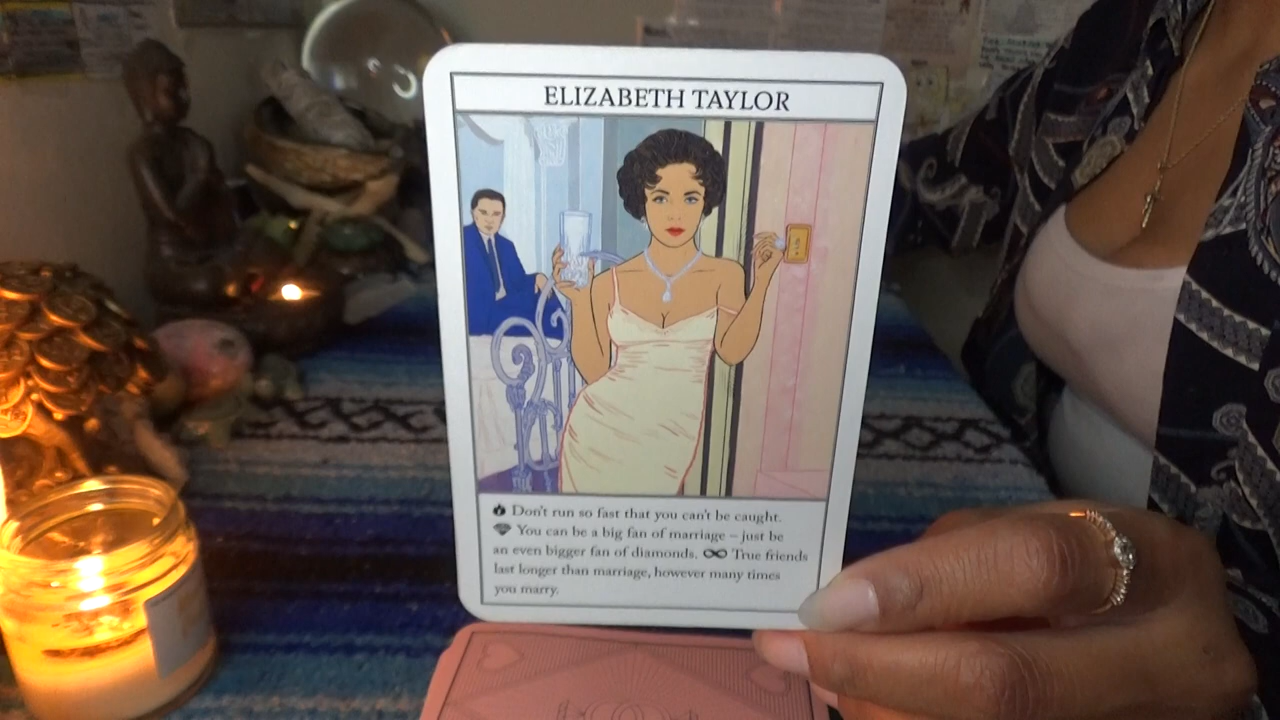 ELIZABETH TAYLOR
Don't run so fast that you can't be caught.
You can be a big fan of marriage – just be
an even bigger fan of diamonds. True friends
last longer than marriage, however many times
you marry.